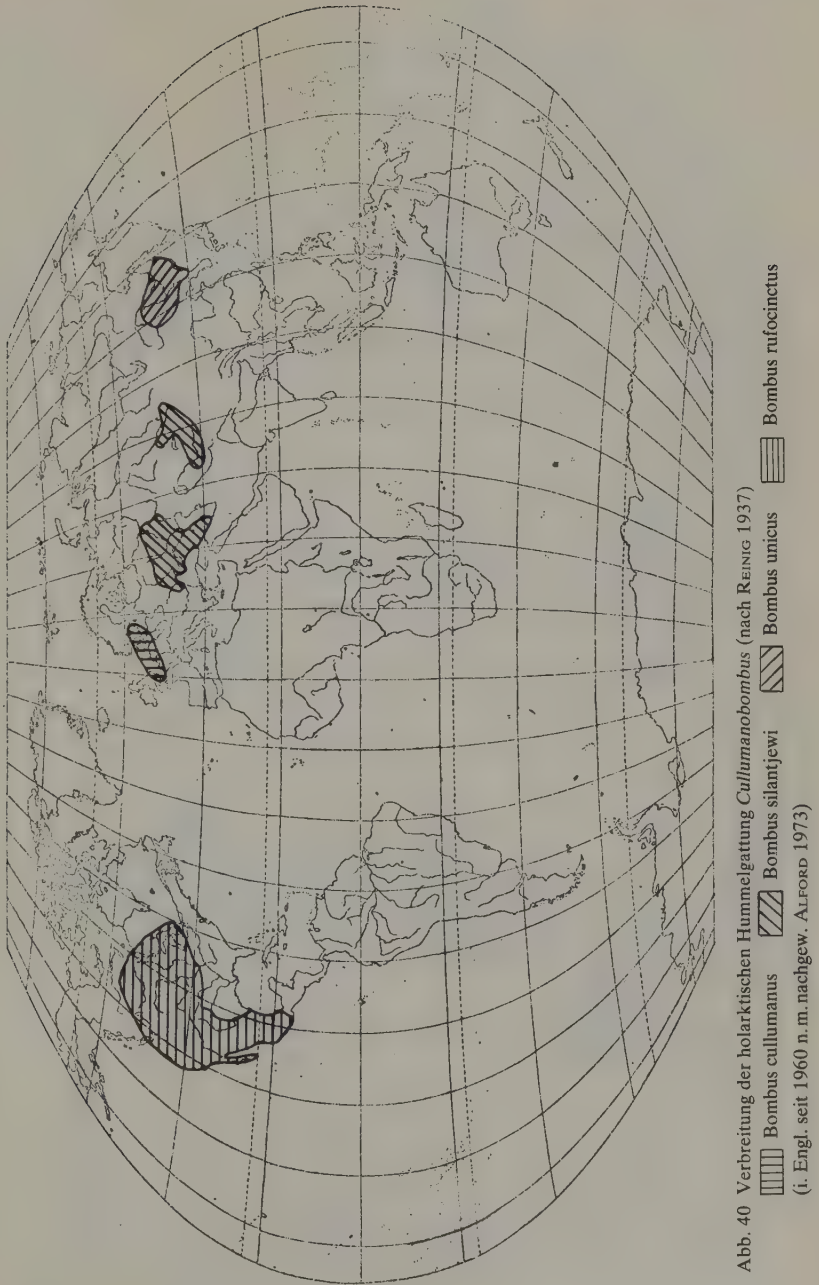 Abb. 40 Verbreitung der holarktischen Hummelgattung Cullumanobombus (nach REINIG 1937)
Bombus cullumanus Bombus silantjewi Bombus unicus Bombus rufocinctus
(i. Engl. seit 1960 n. m. nachgew. ALFORD 1973)